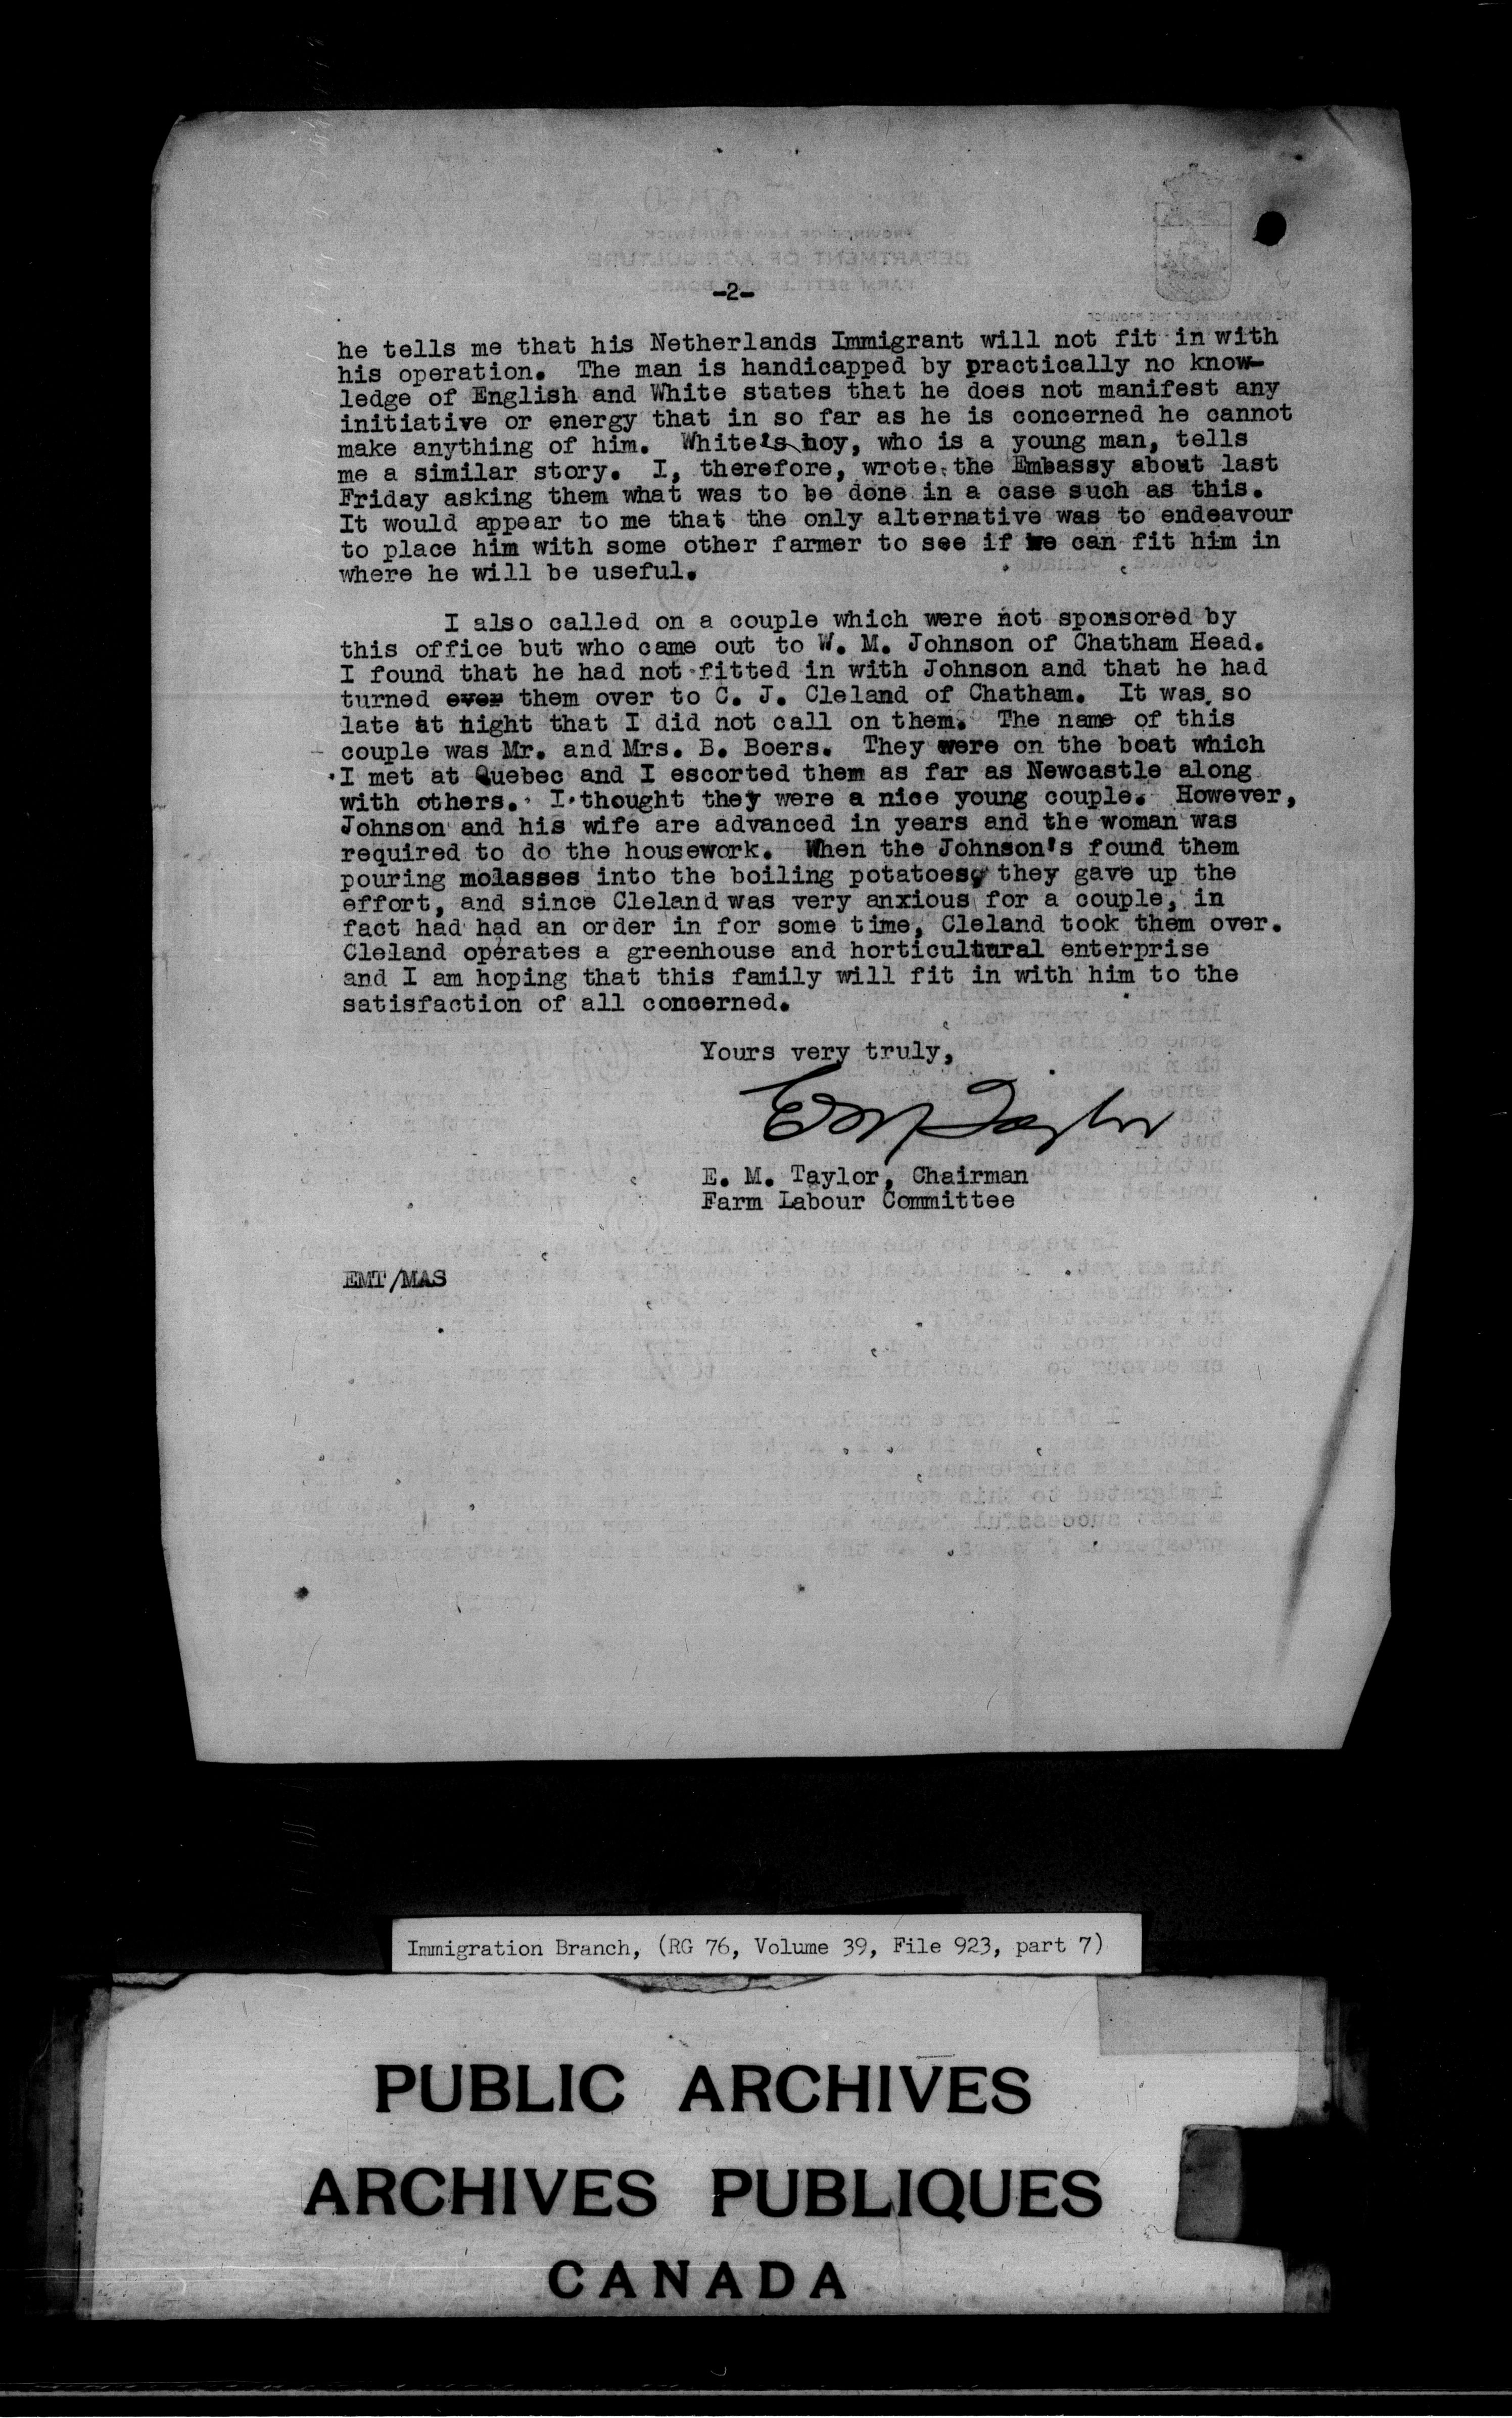 -2-
he tells me that his Netherlands Immigrant will not fit in with
his operation. The man is handicapped by practically no know-
ledge of English and White states that he does not manifest any
initiative or energy that in so far as he is concerned he cannot
make anything of him. White's boy, who is a young man, tells
me a similar story. I, therefore, wrote the Embassy about last
Friday asking them what was to be done in a case such as this.
It would appear to me that the only alternative was to endeavour
to place him with some other farmer to see if we can fit him in
where he will be useful.
I also called on a couple which were not sponsored by
this office but who came out to W. M. Johnson of Chatham Head.
I found that he had not fitted in with Johnson and that he had
turned over them over to C. J. Cleland of Chatham. It was so
late at night that I did not call on them. The name of this
couple was Mr. and Mrs. B. Boers. They were on the boat which
I met at Quebec and I escorted them as far as Newcastle along
with others. I thought they were a nice young couple. However,
Johnson and his wife are advanced in years and the woman was
required to do the housework. When the Johnson's found them
pouring molasses into the boiling potatoes, they gave up the
effort, and since Cleland was very anxious for a couple, in
fact had had an order in for some time, Cleland took them over.
Cleland operates a greenhouse and horticultural enterprise
and I am hoping that this family will fit in with him to the
satisfaction of all concerned.
Yours very truly,
E M Taylor
E. M. Taylor, Chairman
Farm Labour Committee
EMT/MAS
Immigration Branch, (RG 76, Volume 39, File 923, part 7)
PUBLIC ARCHIVES
ARCHIVES PUBLIQUES
CANADA